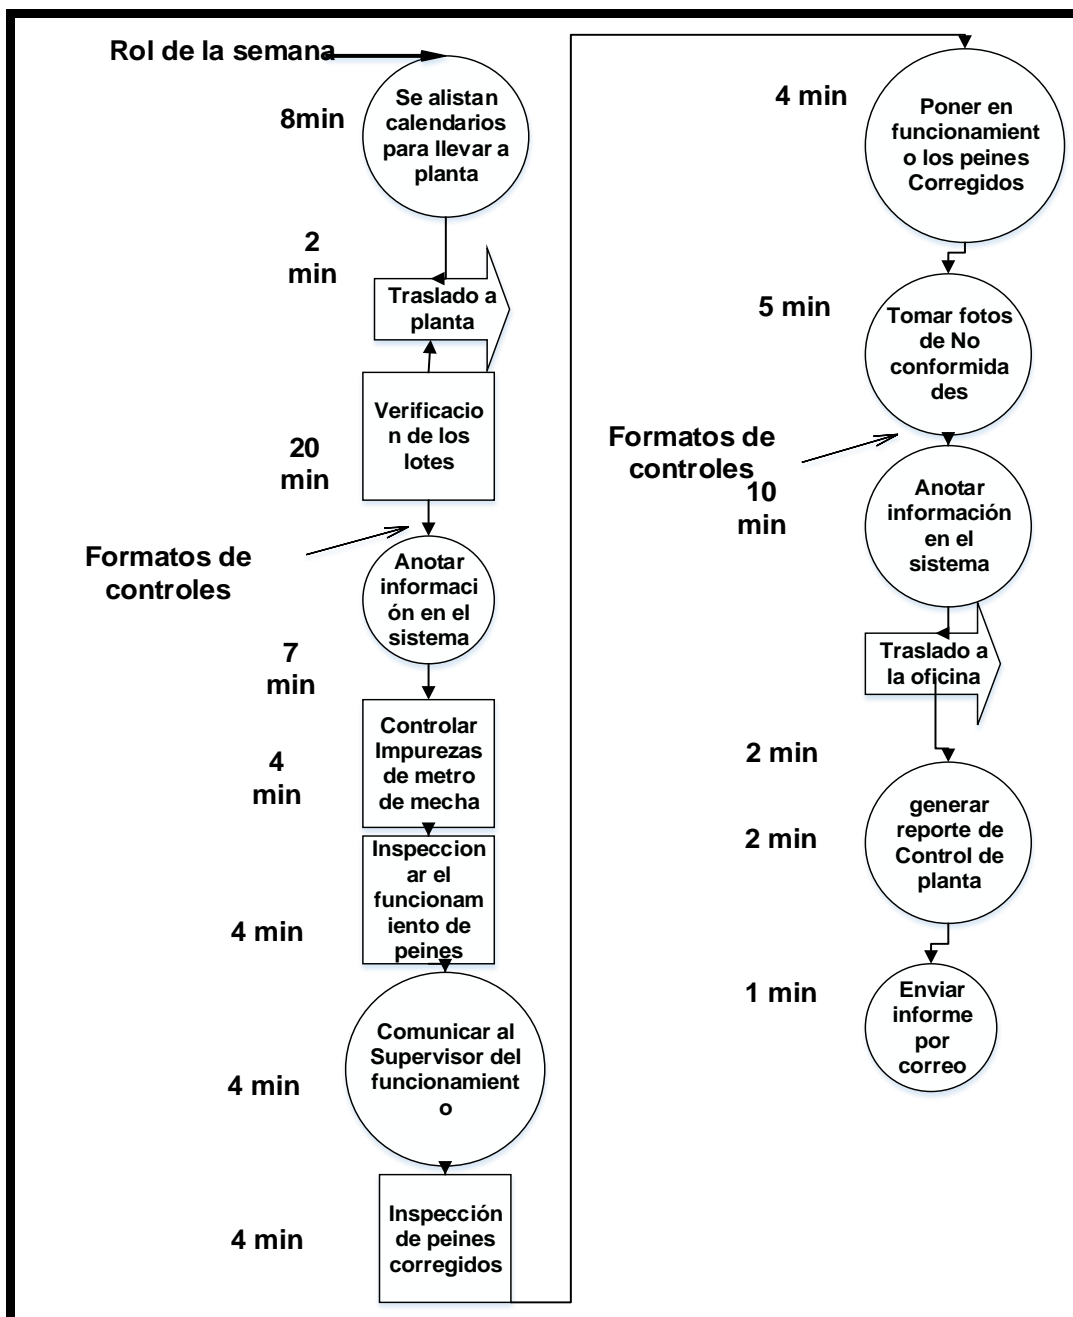 Rol de la semana
8min
Se alistan
calendarios
para llevar a
planta
2
min
Traslado a
planta
20
min
Verificacio
n de los
lotes
Formatos de
controles
Anotar
informaci
ón en el
sistema
7
min
4
min
Controlar
Impurezas
de metro
de mecha
4 min
Inspeccion
ar el
funcionam
iento de
peines
4 min
Comunicar al
Supervisor del
funcionamient
o
4 min
Inspección
de peines
corregidos
4 min
Poner en
funcionamient
o los peines
Corregidos
5 min
Tomar fotos
de No
conformida
des
Formatos de
controles
10
min
Anotar
información
en el
sistema
Traslado a
la oficina
2 min
2 min
generar
reporte de
Control de
planta
1 min
Enviar
informe
por
correo